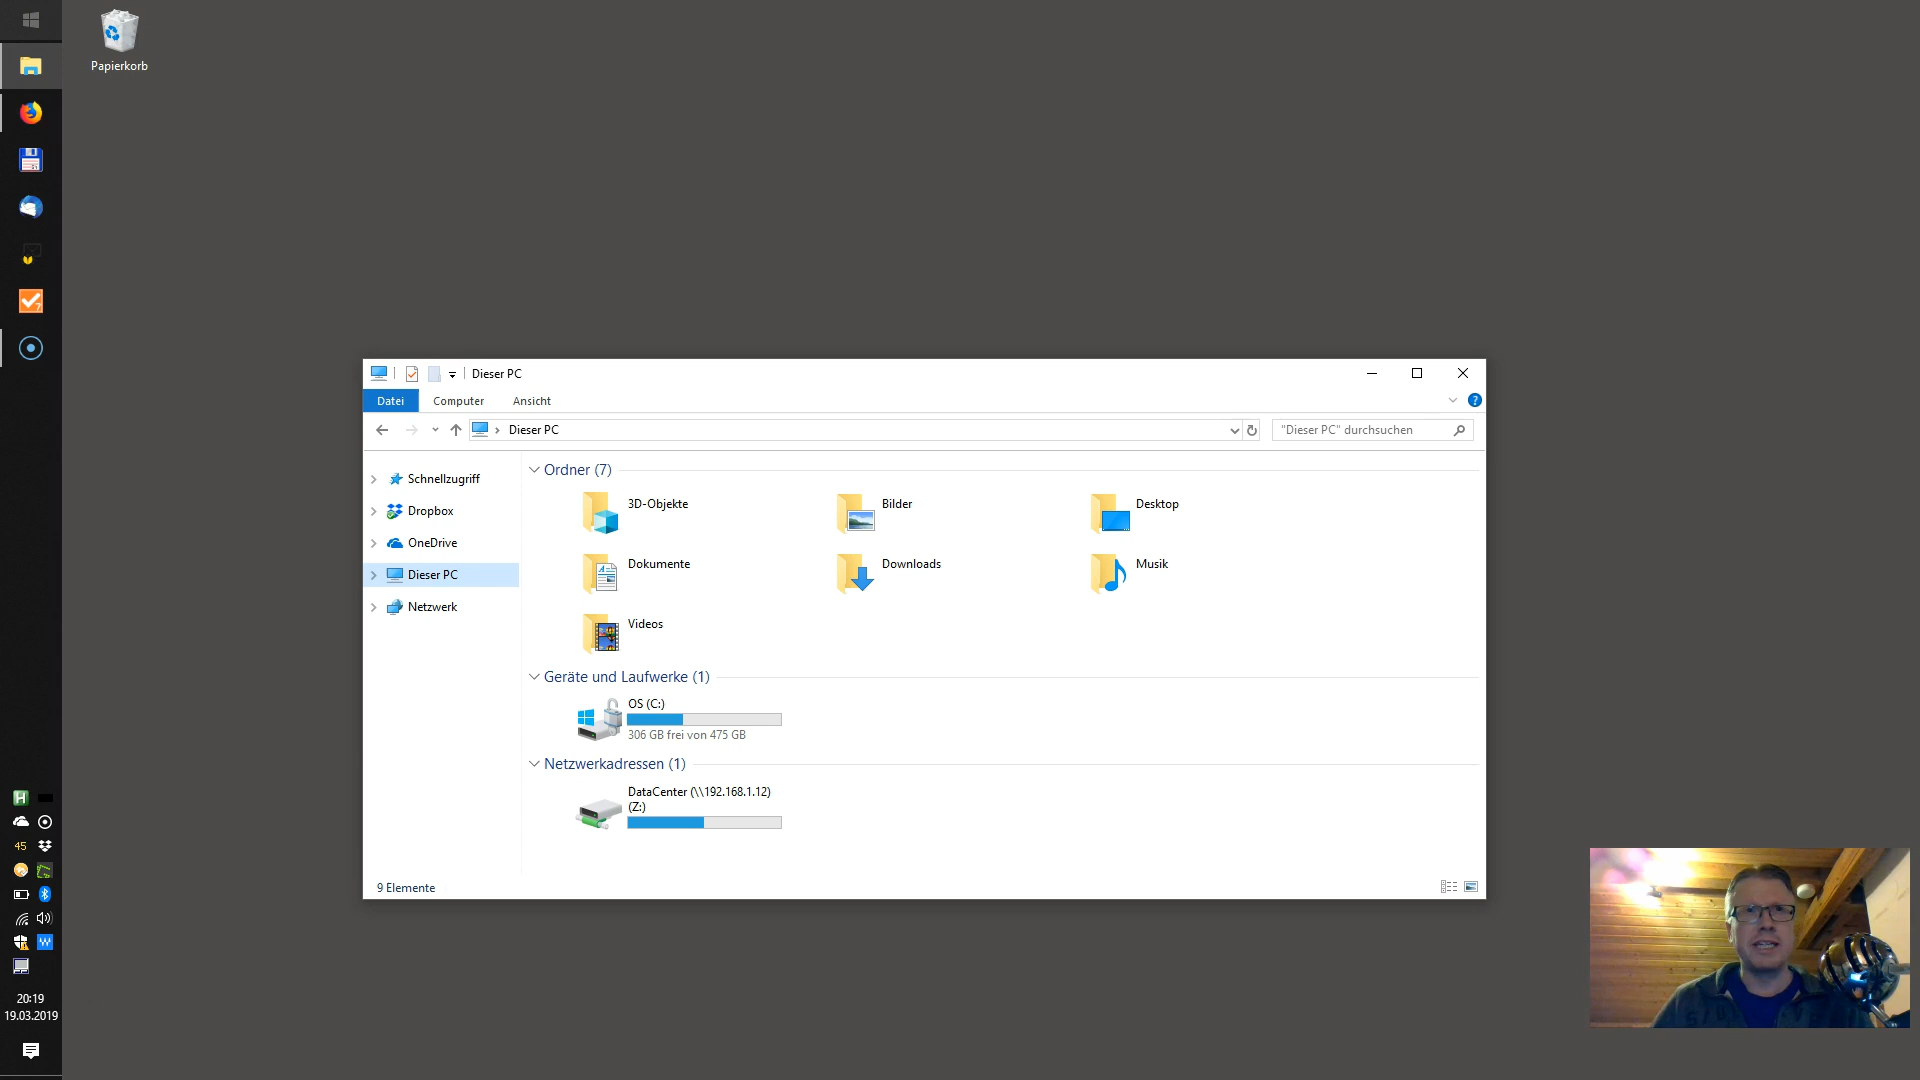 Papierkorb
Dieser PC
Datei Computer Ansicht
Dieser PC
"Dieser PC" durchsuchen
Schnellzugriff
Dropbox
OneDrive
Dieser PC
Netzwerk
Ordner (7)
3D-Objekte
Bilder
Desktop
Dokumente
Downloads
Musik
Videos
Geräte und Laufwerke (1)
OS (C:)
306 GB frei von 475 GB
Netzwerkadressen (1)
DataCenter (\\192.168.1.12)
(Z:)
9 Elemente
45
20:19
19.03.2019